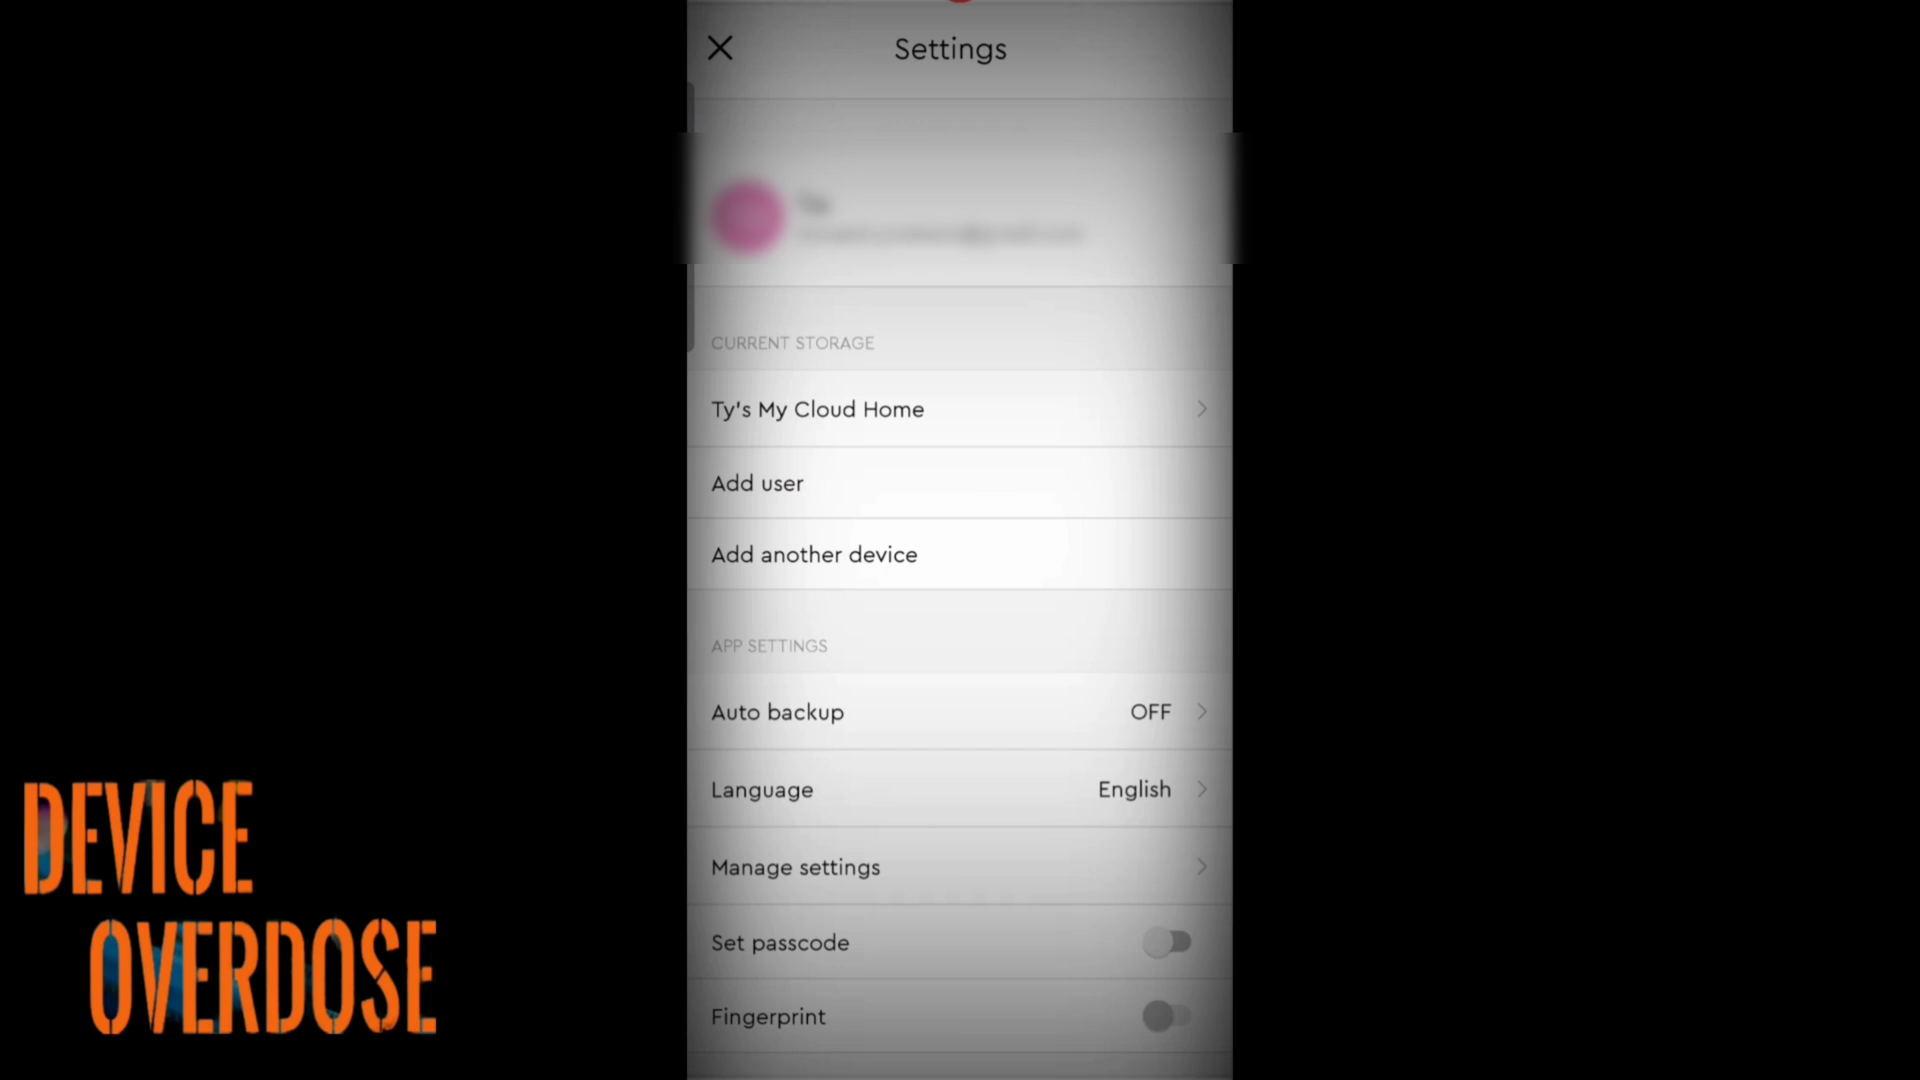 Settings
CURRENT STORAGE
Ty's My Cloud Home
Add user
Add another device
APP SETTINGS
Auto backup OFF
Language English
Manage settings
Set passcode
Fingerprint
DEVICE
OVERDOSE